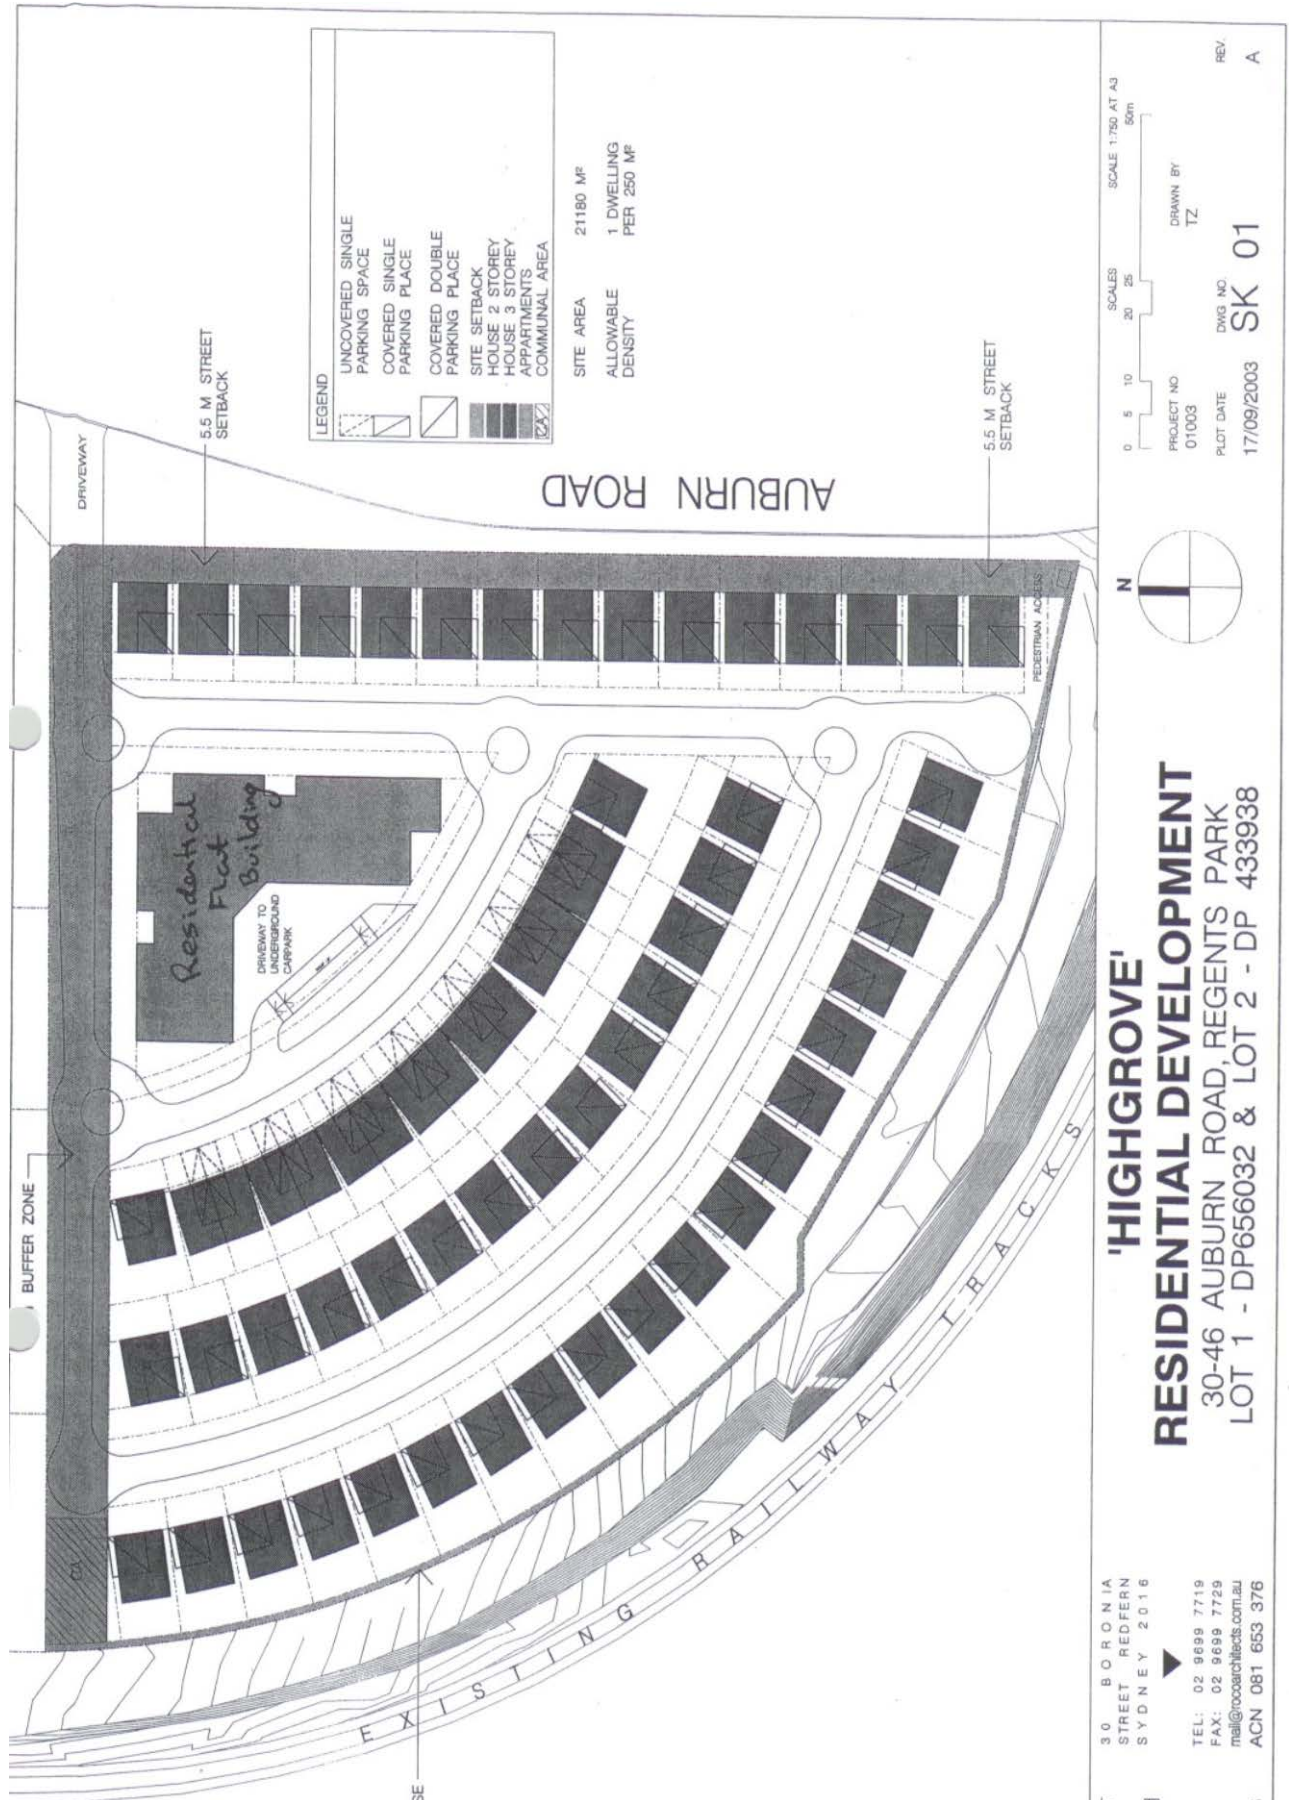 BUFFER ZONE
DRIVEWAY
5.5 M STREET
SETBACK
Residential
Flat
Building
DRIVEWAY TO
UNDERGROUND
CARPARK
CA
LEGEND
UNCOVERED SINGLE
PARKING SPACE
COVERED SINGLE
PARKING PLACE
COVERED DOUBLE
PARKING PLACE
SITE SETBACK
HOUSE 2 STOREY
HOUSE 3 STOREY
APPARTMENTS
CA COMMUNAL AREA
SITE AREA 21180 M²
ALLOWABLE DENSITY 1 DWELLING PER 250 M²
AUBURN ROAD
5.5 M STREET
SETBACK
PEDESTRIAN ACCESS
EXISTING RAILWAY TRACKS
SE
30 BORONIA
STREET REDFERN
SYDNEY 2016
TEL: 02 9699 7719
FAX: 02 9699 7729
mail@rocoarchitects.com.au
ACN 081 653 376
'HIGHGROVE'
RESIDENTIAL DEVELOPMENT
30-46 AUBURN ROAD, REGENTS PARK
LOT 1 - DP656032 & LOT 2 - DP 433938
N
SCALES SCALE 1:750 AT A3
0 5 10 20 25 50m
PROJECT NO
01003
DRAWN BY
TZ
PLOT DATE
17/09/2003
DWG NO.
SK 01
REV.
A